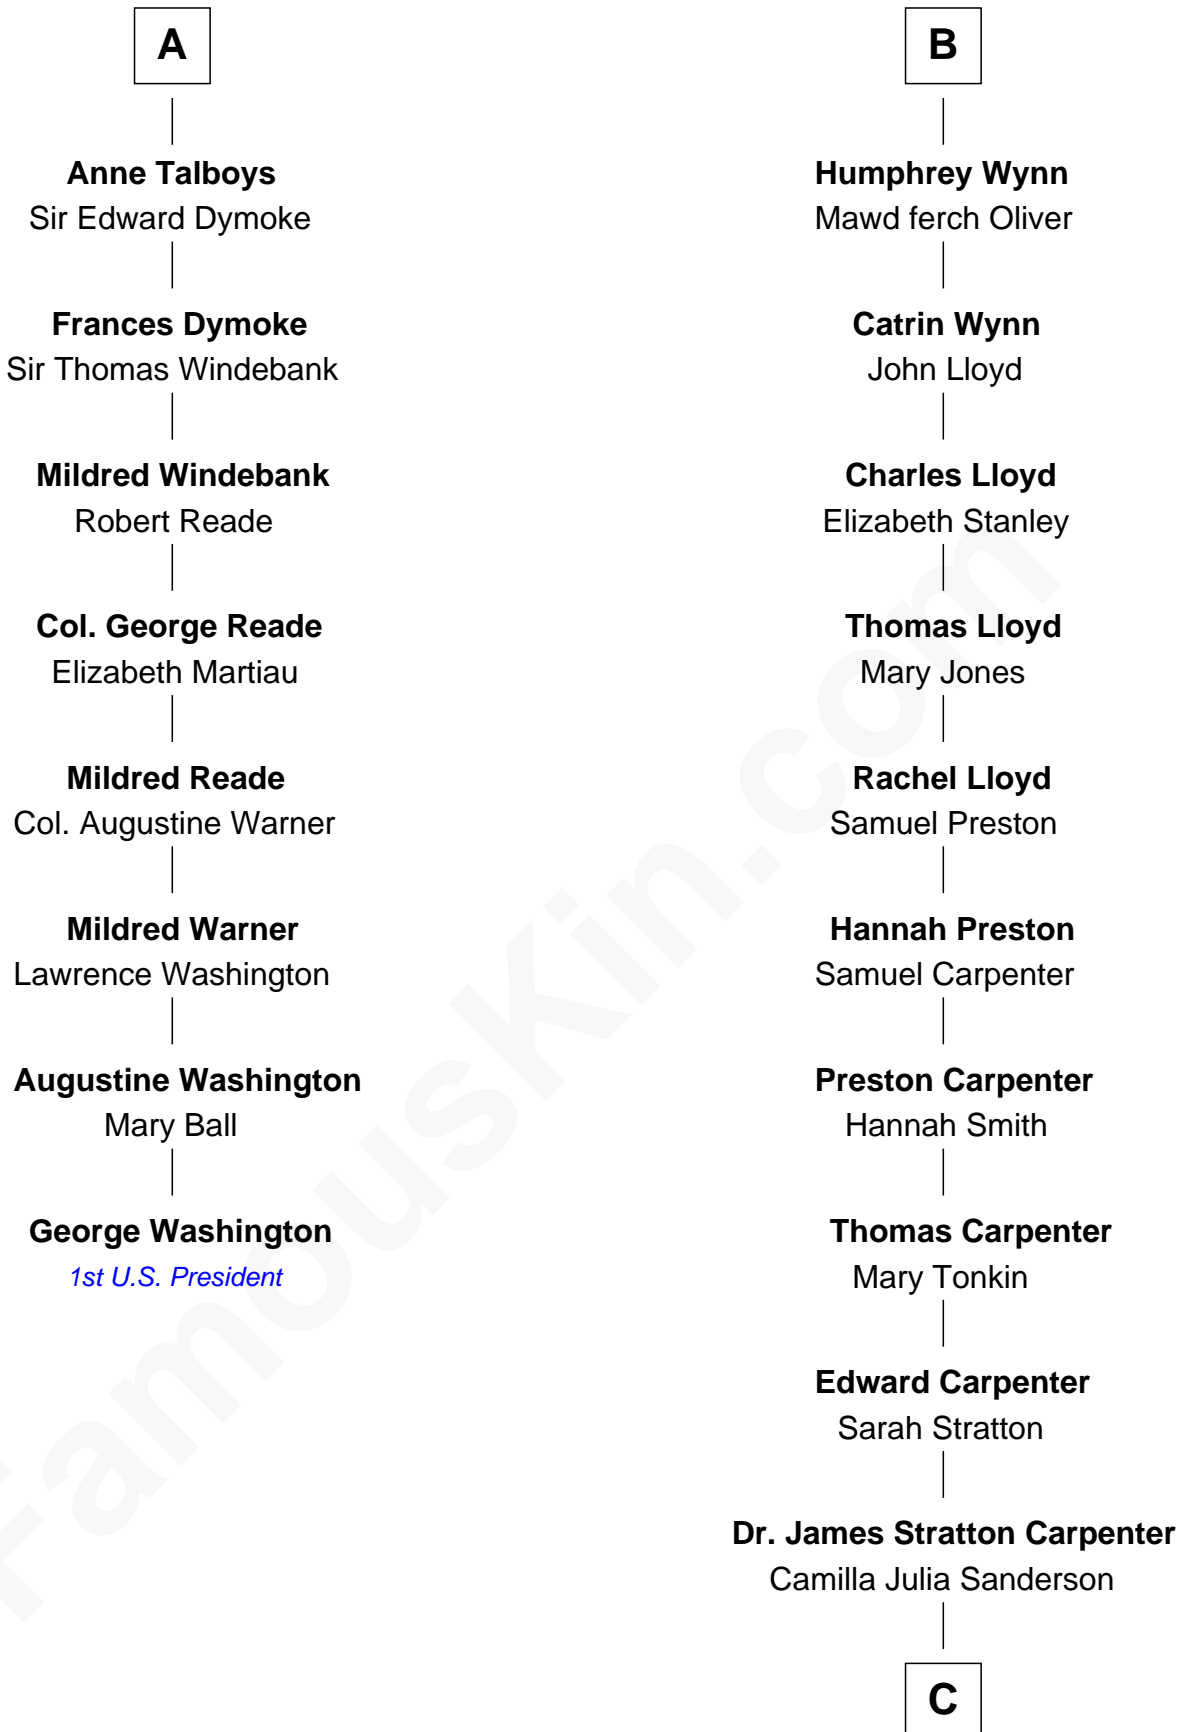 A
Anne Talboys
Sir Edward Dymoke
Frances Dymoke
Sir Thomas Windebank
Mildred Windebank
Robert Reade
Col. George Reade
Elizabeth Martiau
Mildred Reade
Col. Augustine Warner
Mildred Warner
Lawrence Washington
Augustine Washington
Mary Ball
George Washington
1st U.S. President
B
Humphrey Wynn
Mawd ferch Oliver
Catrin Wynn
John Lloyd
Charles Lloyd
Elizabeth Stanley
Thomas Lloyd
Mary Jones
Rachel Lloyd
Samuel Preston
Hannah Preston
Samuel Carpenter
Preston Carpenter
Hannah Smith
Thomas Carpenter
Mary Tonkin
Edward Carpenter
Sarah Stratton
Dr. James Stratton Carpenter
Camilla Julia Sanderson
C
FamousKin.com